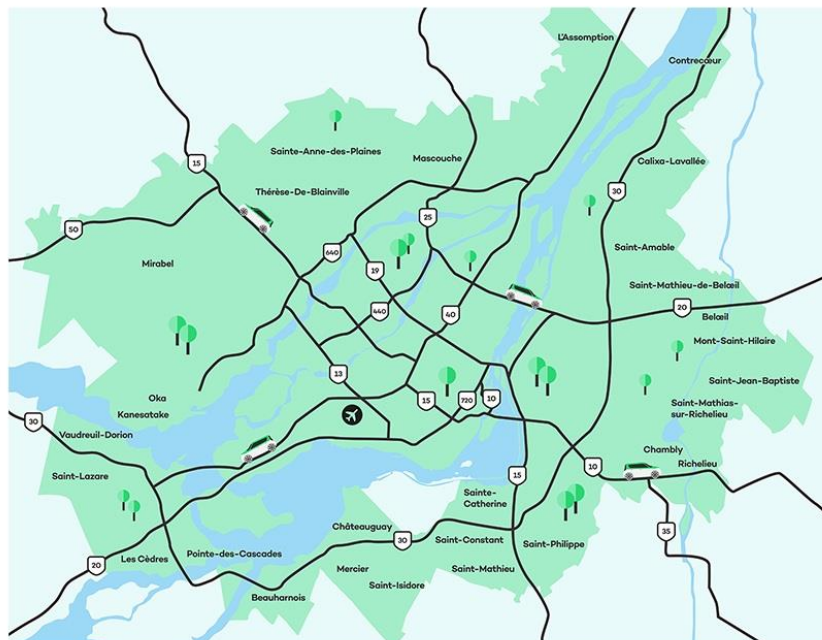 L'Assomption
Contrecœur
Sainte-Anne-des-Plaines
Mascouche
15
Calixa-Lavallée
Thérèse-De-Blainville
30
25
50
640
Saint-Amable
Mirabel
19
Saint-Mathieu-de-Belœil
440
40
20
Belœil
Mont-Saint-Hilaire
13
Saint-Jean-Baptiste
Oka
15
720
10
Kanesatake
Saint-Mathias-
sur-Richelieu
30
Vaudreuil-Dorion
Chambly
10
Richelieu
Saint-Lazare
15
Sainte-
Catherine
Châteauguay
35
30
Saint-Constant
Saint-Philippe
Pointe-des-Cascades
Les Cèdres
20
Mercier
Saint-Mathieu
Saint-Isidore
Beauharnois